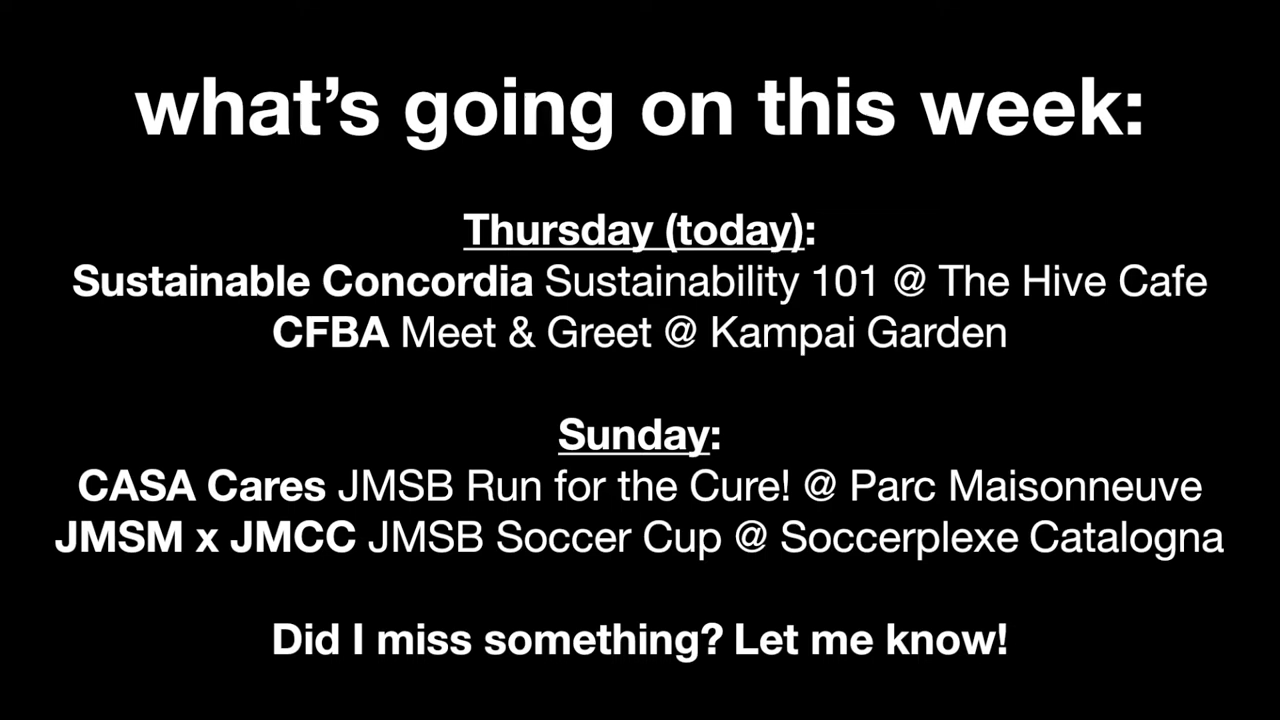 what’s going on this week:
Thursday (today):
Sustainable Concordia Sustainability 101 @ The Hive Cafe
CFBA Meet & Greet @ Kampai Garden
Sunday:
CASA Cares JMSB Run for the Cure! @ Parc Maisonneuve
JMSM x JMCC JMSB Soccer Cup @ Soccerplexe Catalogna
Did I miss something? Let me know!